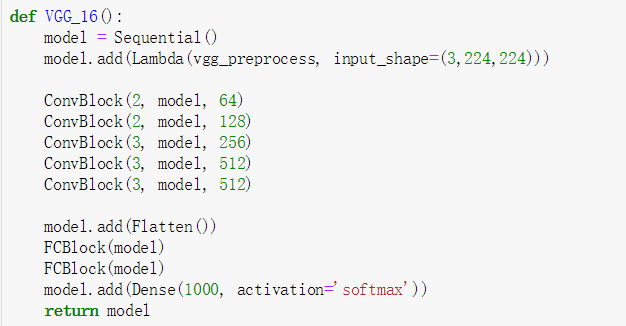 def VGG_16():
    model = Sequential()
    model.add(Lambda(vgg_preprocess, input_shape=(3,224,224)))

    ConvBlock(2, model, 64)
    ConvBlock(2, model, 128)
    ConvBlock(3, model, 256)
    ConvBlock(3, model, 512)
    ConvBlock(3, model, 512)

    model.add(Flatten())
    FCBlock(model)
    FCBlock(model)
    model.add(Dense(1000, activation='softmax'))
    return model